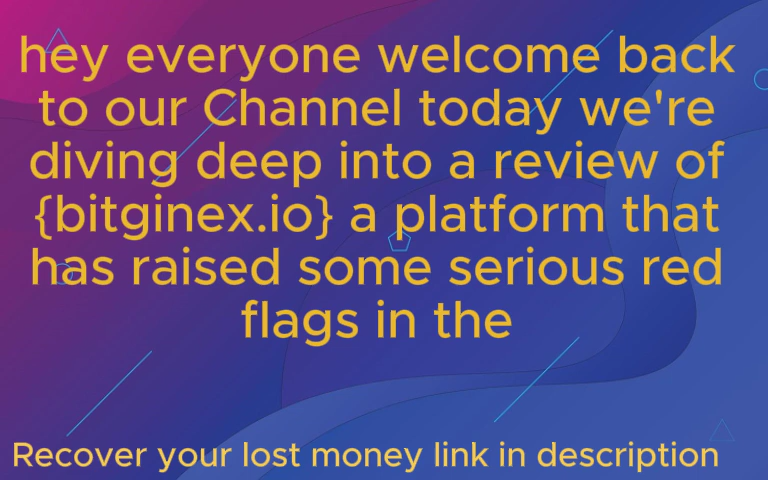 hey everyone welcome back
to our Channel today we're
diving deep into a review of
{bitginex.io} a platform that
has raised some serious red
flags in the
Recover your lost money link in description